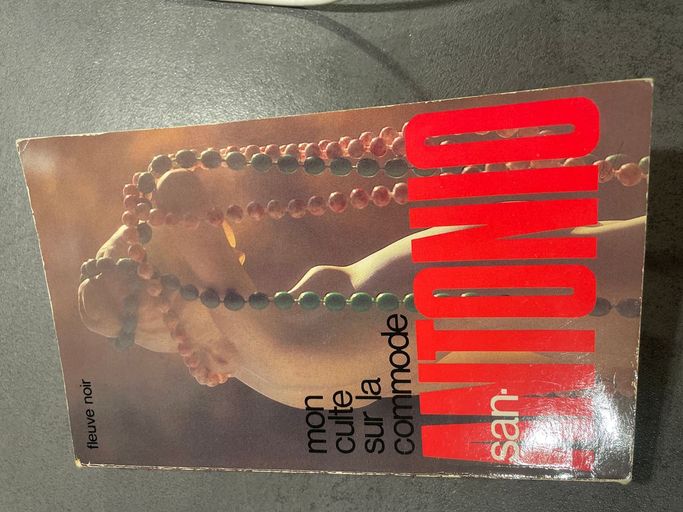 san-
ANTONIO
mon
culte
sur la
commode
fleuve noir